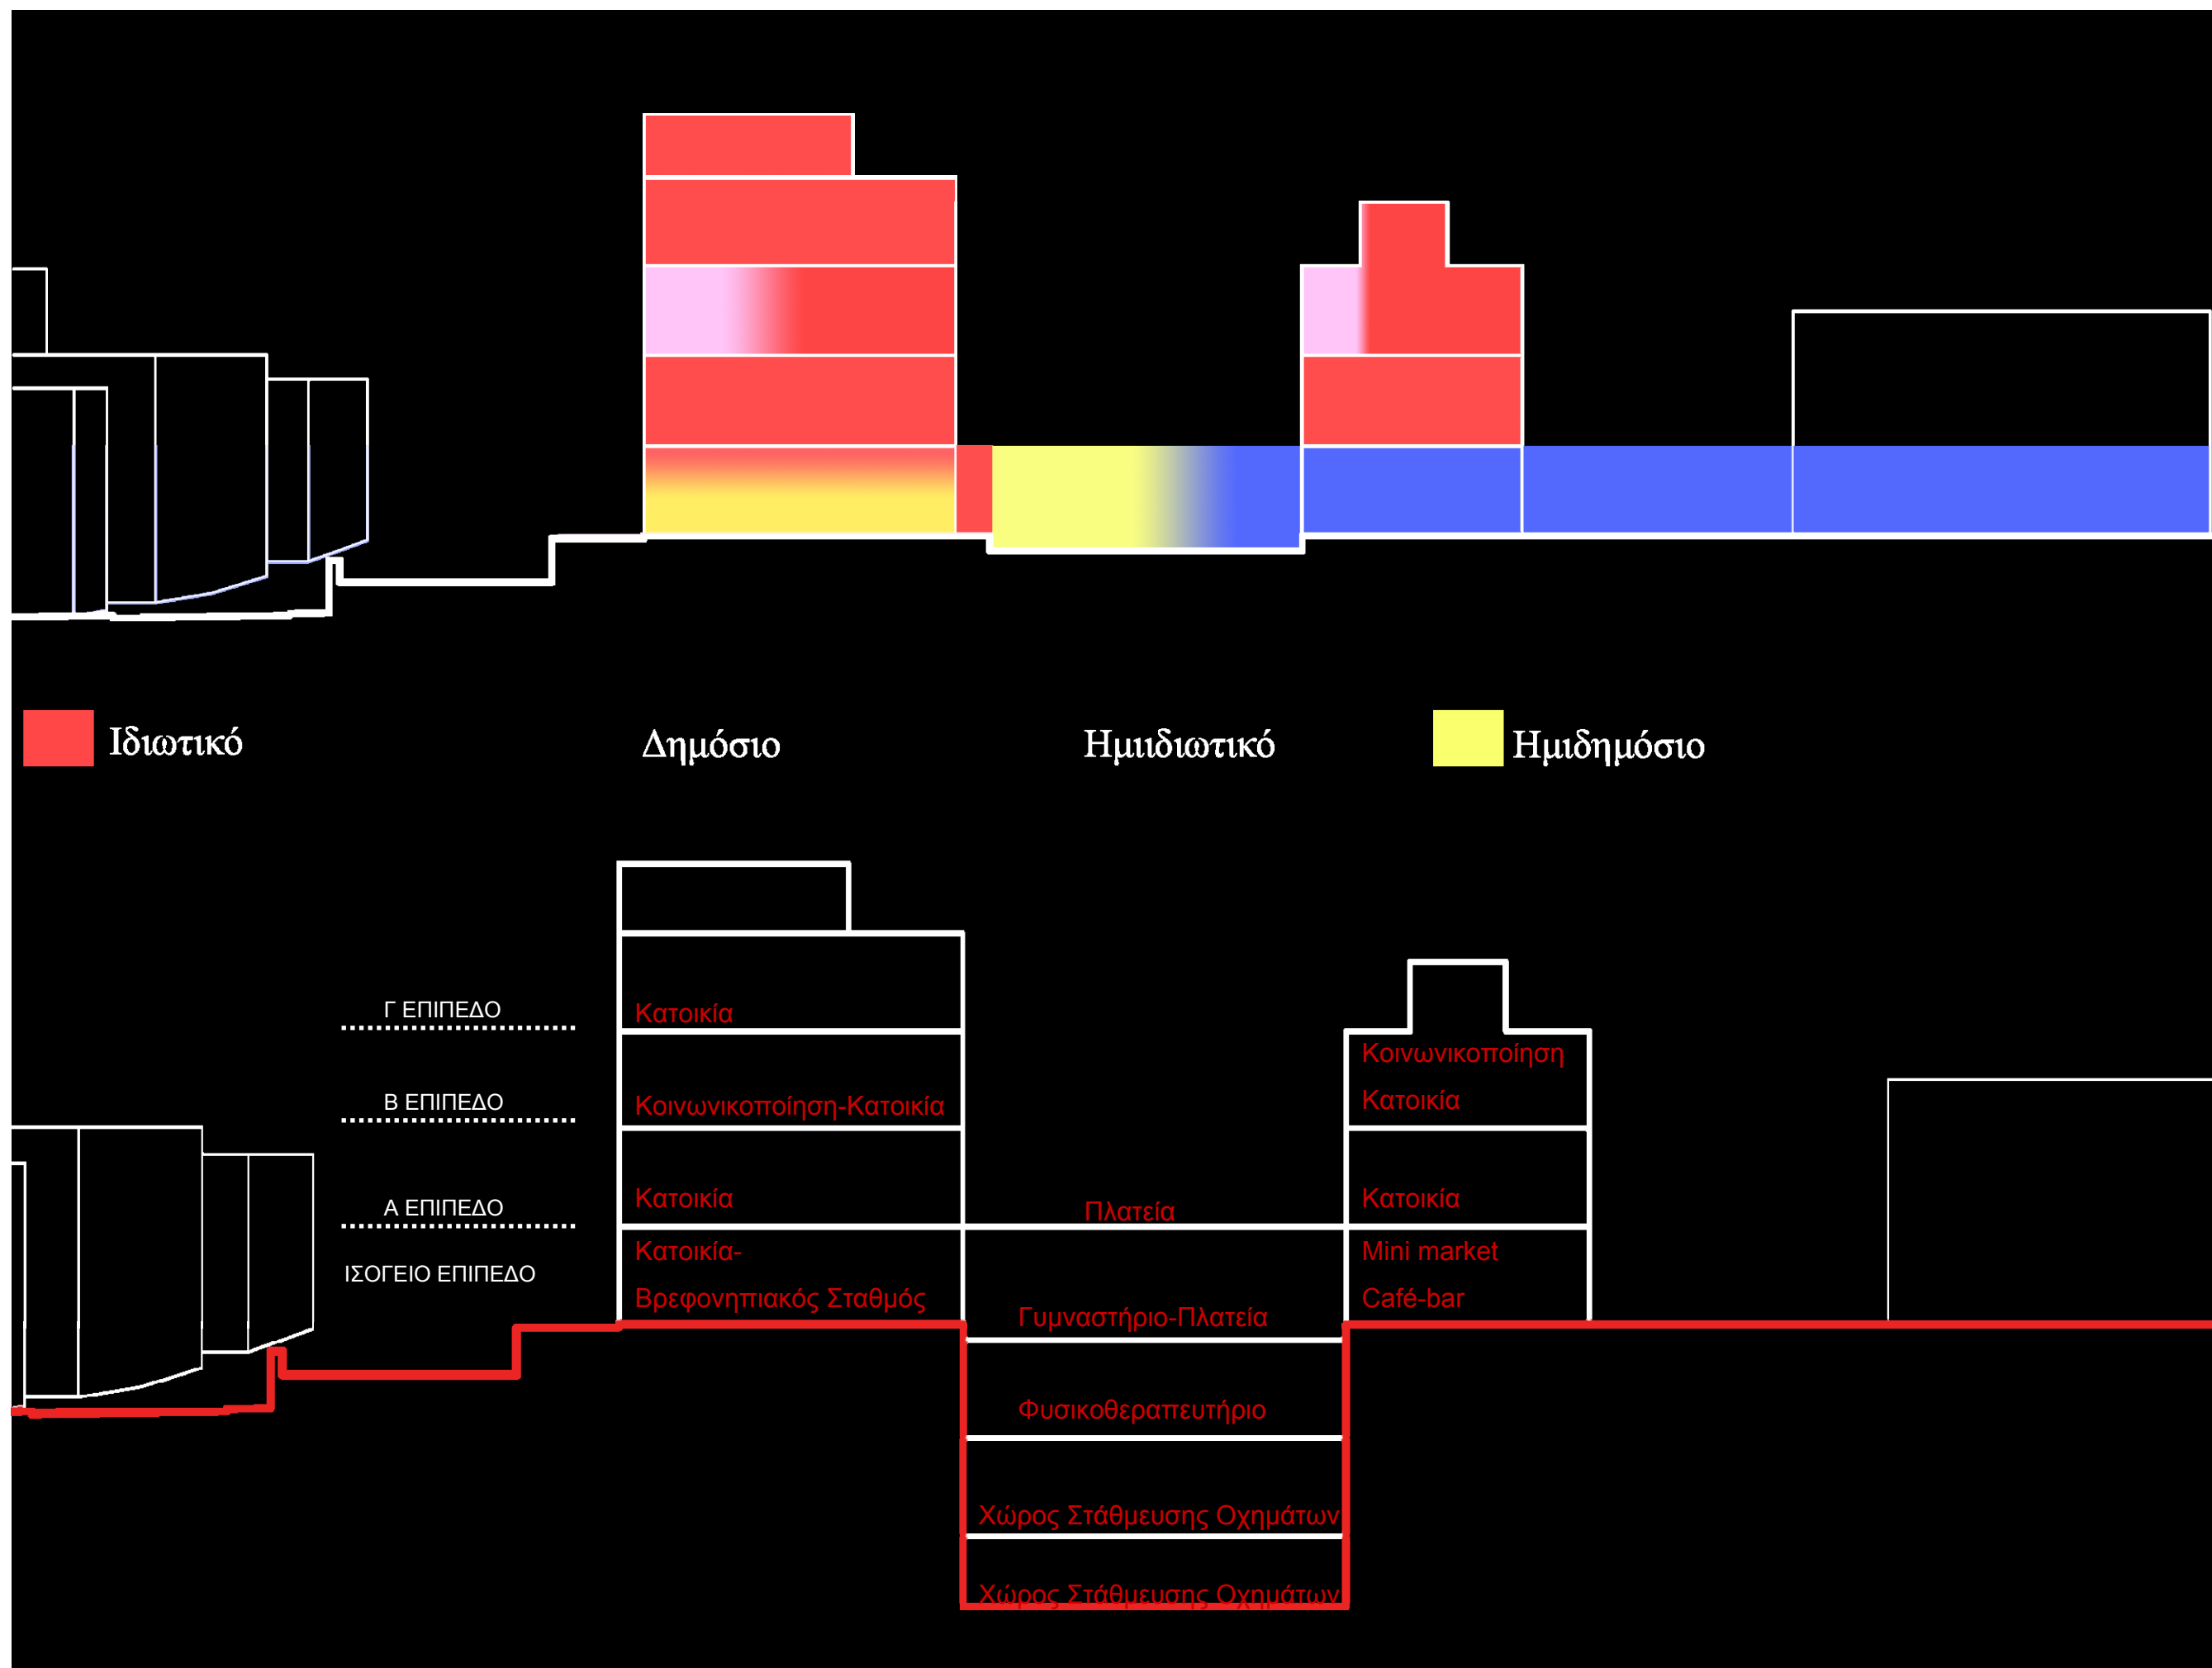 Ιδιωτικό Δημόσιο Ημιιδιωτικό Ημιδημόσιο
Γ ΕΠΙΠΕΔΟ
Κατοικία
Κοινωνικοποίηση
Κατοικία
Β ΕΠΙΠΕΔΟ
Κοινωνικοποίηση-Κατοικία
Α ΕΠΙΠΕΔΟ
Κατοικία
Πλατεία
Κατοικία
ΙΣΟΓΕΙΟ ΕΠΙΠΕΔΟ
Κατοικία-
Βρεφονηπιακός Σταθμός
Mini market
Café-bar
Γυμναστήριο-Πλατεία
Φυσικοθεραπευτήριο
Χώρος Στάθμευσης Οχημάτων
Χώρος Στάθμευσης Οχημάτων